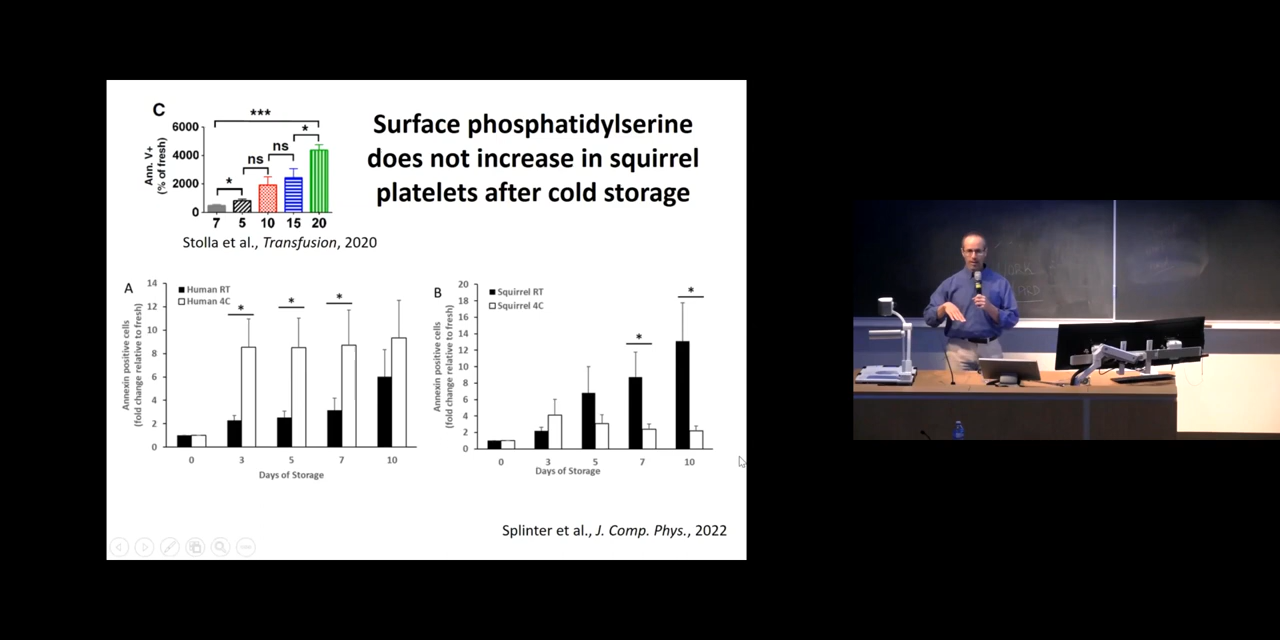 C
Surface phosphatidylserine
does not increase in squirrel
platelets after cold storage
***
*
ns
ns
*
Ann. V+
(% of fresh)
6000
4000
2000
0
7 5 10 15 20
Stolla et al., Transfusion, 2020
A
Human RT
Human 4C
Annexin positive cells
(fold change relative to fresh)
14
12
10
8
6
4
2
0
* * *
0 3 5 7 10
Days of Storage
B
Squirrel RT
Squirrel 4C
Annexin positive cells
(fold change relative to fresh)
20
18
16
14
12
10
8
6
4
2
0
* *
0 3 5 7 10
Days of Storage
Splinter et al., J. Comp. Phys., 2022